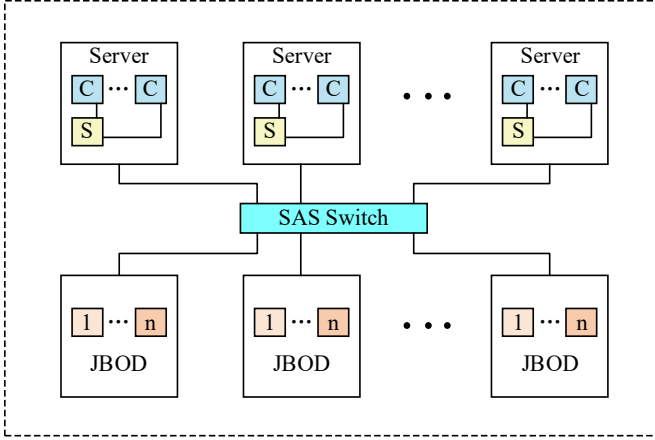 Server Server Server
C ... C C ... C ... C ... C
S S S
SAS Switch
1 ... n 1 ... n ... 1 ... n
JBOD JBOD JBOD